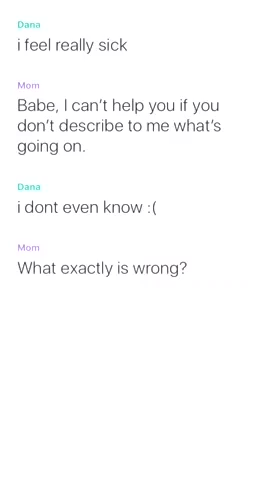 Dana
i feel really sick
Mom
Babe, I can’t help you if you
don’t describe to me what’s
going on.
Dana
i dont even know :(
Mom
What exactly is wrong?